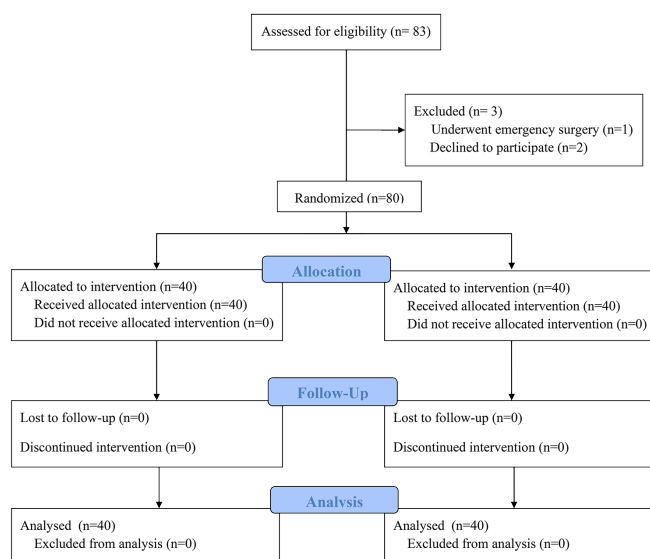 Assessed for eligibility (n= 83)
Excluded (n= 3)
Underwent emergency surgery (n=1)
Declined to participate (n=2)
Randomized (n=80)
Allocation
Allocated to intervention (n=40)
Received allocated intervention (n=40)
Did not receive allocated intervention (n=0)
Allocated to intervention (n=40)
Received allocated intervention (n=40)
Did not receive allocated intervention (n=0)
Follow-Up
Lost to follow-up (n=0)
Discontinued intervention (n=0)
Lost to follow-up (n=0)
Discontinued intervention (n=0)
Analysis
Analysed (n=40)
Excluded from analysis (n=0)
Analysed (n=40)
Excluded from analysis (n=0)